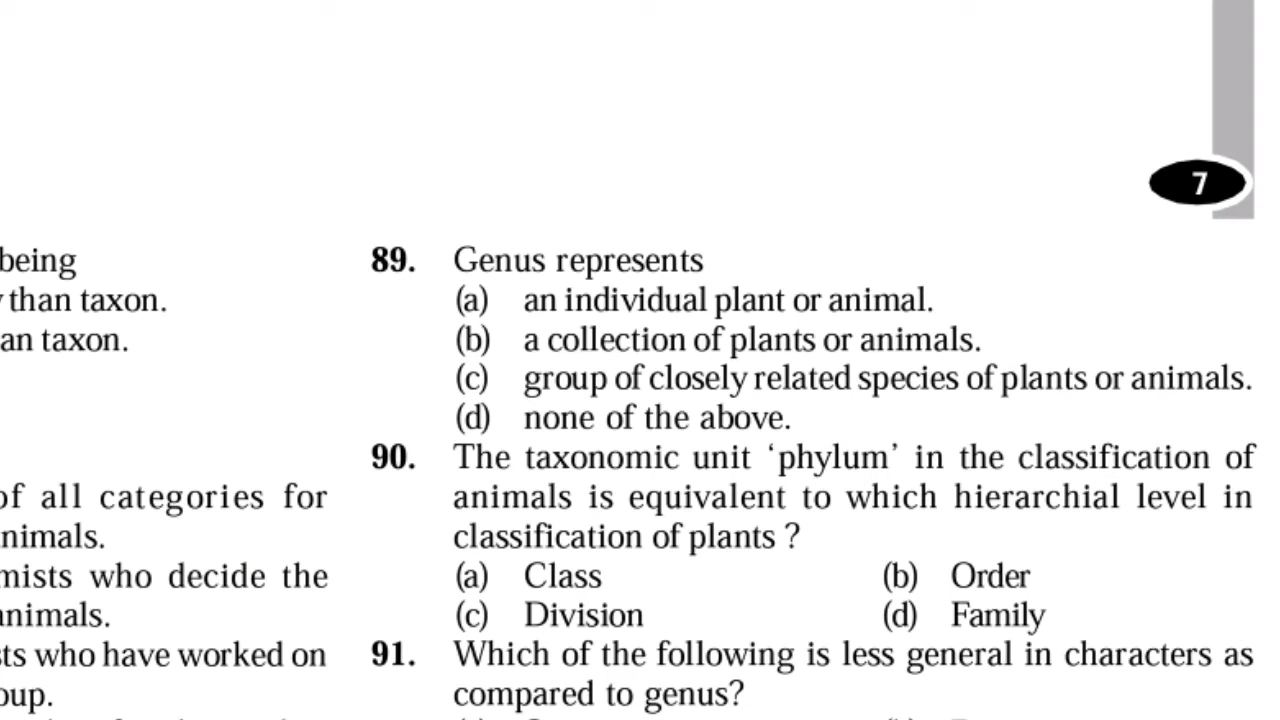 7
being
than taxon.
an taxon.
of all categories for
nimals.
mists who decide the
animals.
sts who have worked on
oup.
89. Genus represents
(a) an individual plant or animal.
(b) a collection of plants or animals.
(c) group of closely related species of plants or animals.
(d) none of the above.
90. The taxonomic unit ‘phylum’ in the classification of
animals is equivalent to which hierarchial level in
classification of plants ?
(a) Class (b) Order
(c) Division (d) Family
91. Which of the following is less general in characters as
compared to genus?